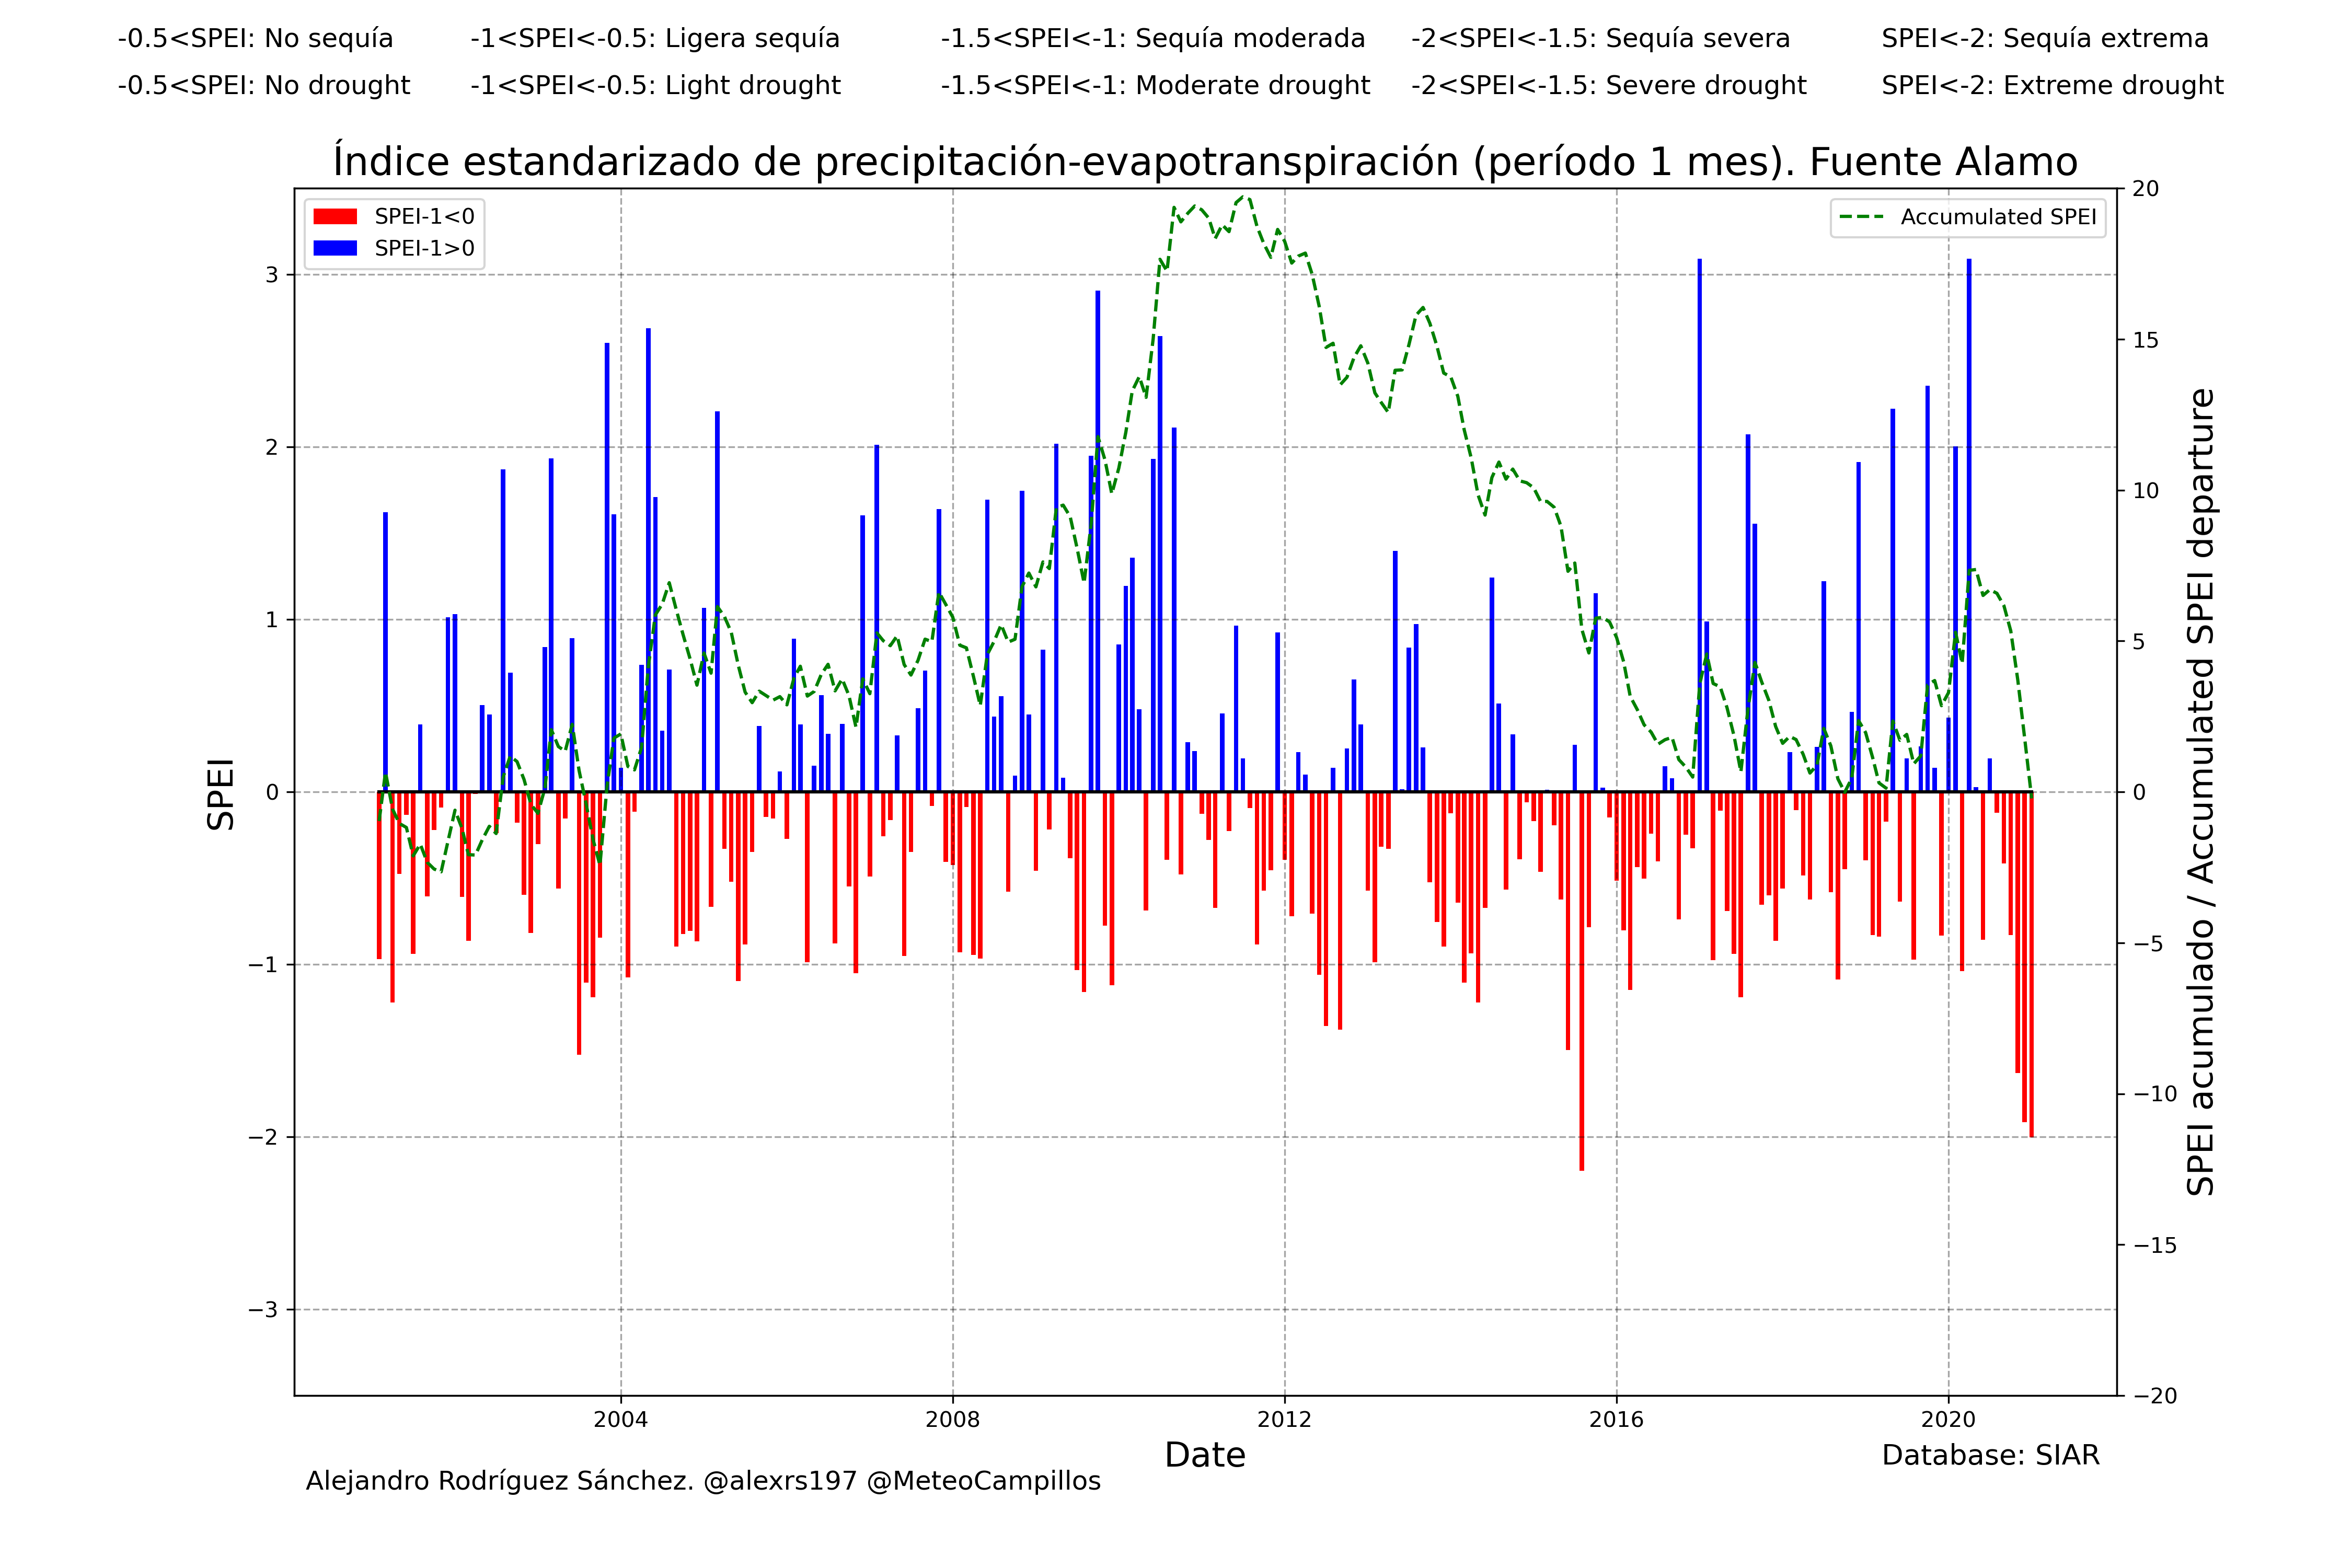 -0.5<SPEI: No sequía -1<SPEI<-0.5: Ligera sequía -1.5<SPEI<-1: Sequía moderada -2<SPEI<-1.5: Sequía severa SPEI<-2: Sequía extrema
-0.5<SPEI: No drought -1<SPEI<-0.5: Light drought -1.5<SPEI<-1: Moderate drought -2<SPEI<-1.5: Severe drought SPEI<-2: Extreme drought
Índice estandarizado de precipitación-evapotranspiración (período 1 mes). Fuente Alamo
SPEI-1<0
SPEI-1>0
Accumulated SPEI
SPEI
3
2
1
0
−1
−2
−3
20
15
10
5
0
−5
−10
−15
−20
SPEI acumulado / Accumulated SPEI departure
2004 2008 2012 2016 2020
Date
Database: SIAR
Alejandro Rodríguez Sánchez. @alexrs197 @MeteoCampillos